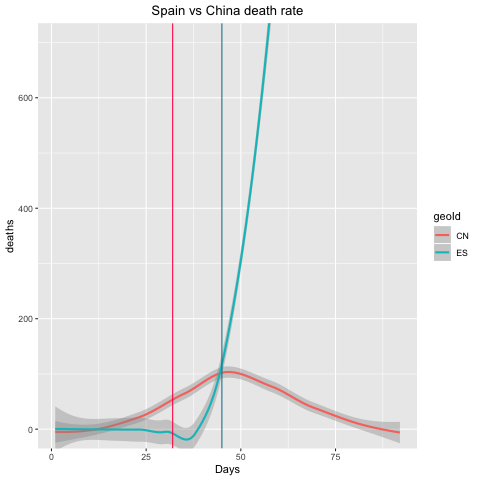 Spain vs China death rate
600
400
200
0
deaths
0 25 50 75
Days
geoId
CN
ES